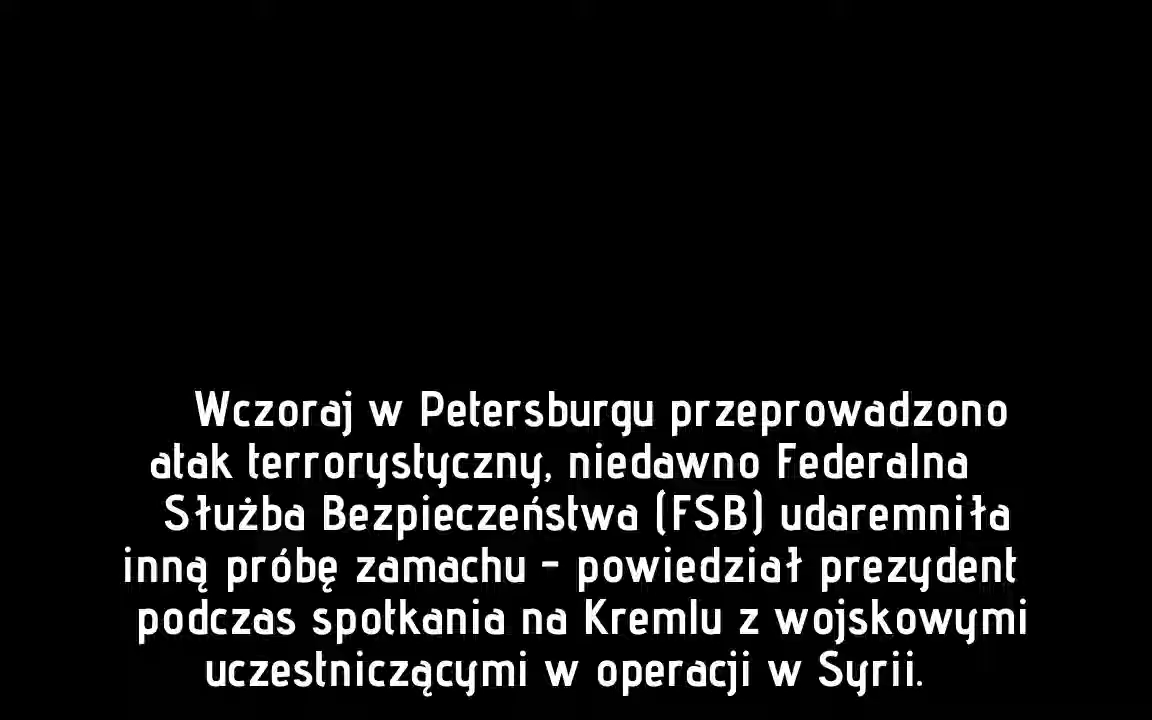 Wczoraj w Petersburgu przeprowadzono
atak terrorystyczny, niedawno Federalna
Służba Bezpieczeństwa (FSB) udaremniła
inną próbę zamachu - powiedział prezydent
podczas spotkania na Kremlu z wojskowymi
uczestniczącymi w operacji w Syrii.